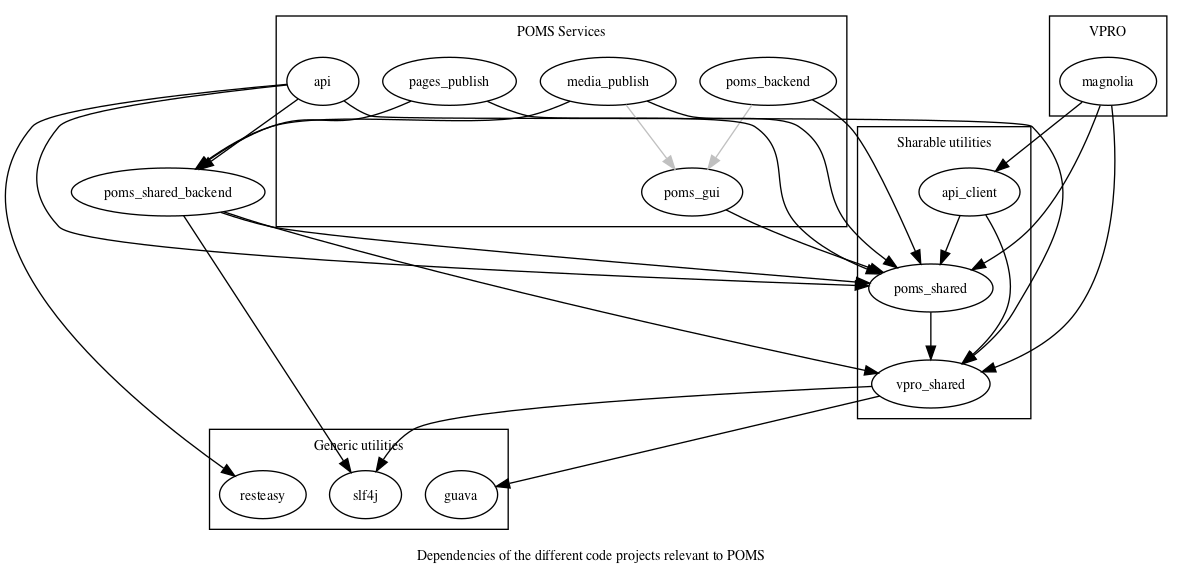 POMS Services
VPRO
api
pages_publish
media_publish
poms_backend
magnolia
Sharable utilities
poms_shared_backend
poms_gui
api_client
poms_shared
vpro_shared
Generic utilities
resteasy
slf4j
guava
Dependencies of the different code projects relevant to POMS